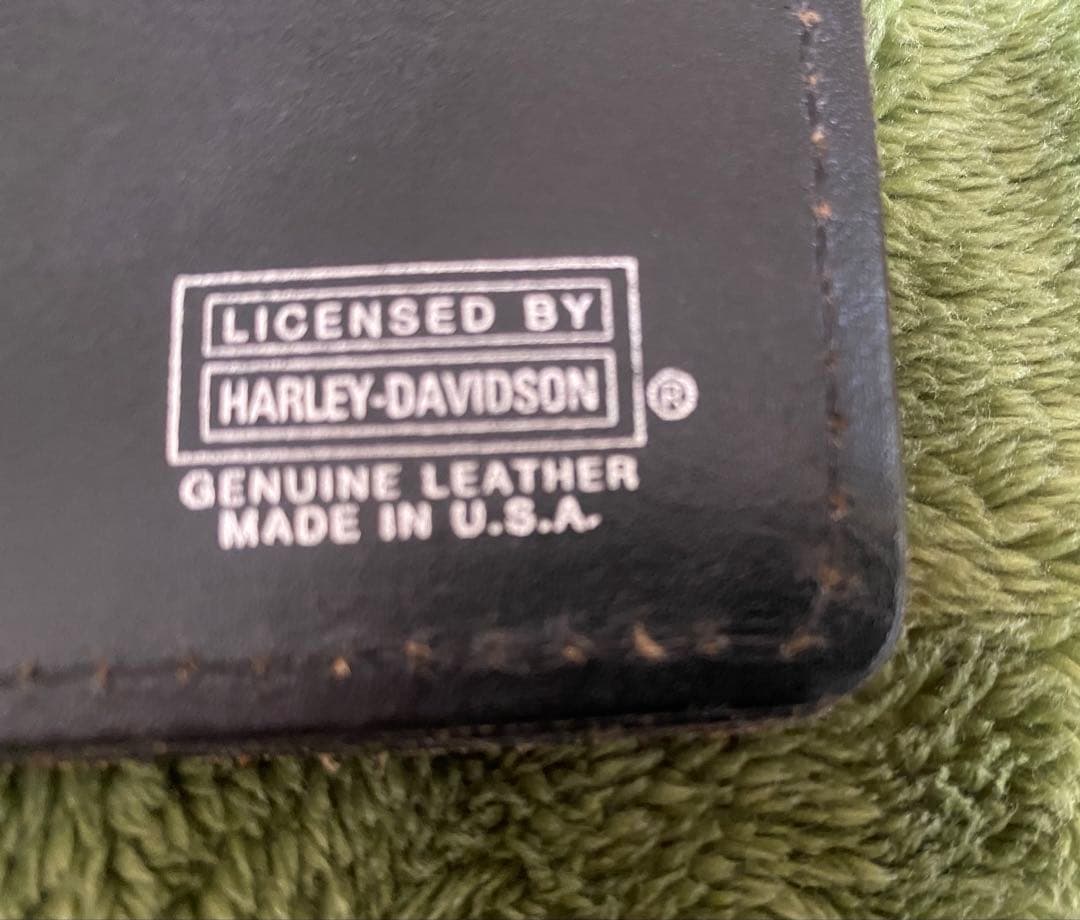 LICENSED BY
HARLEY-DAVIDSON ®
GENUINE LEATHER
MADE IN U.S.A.